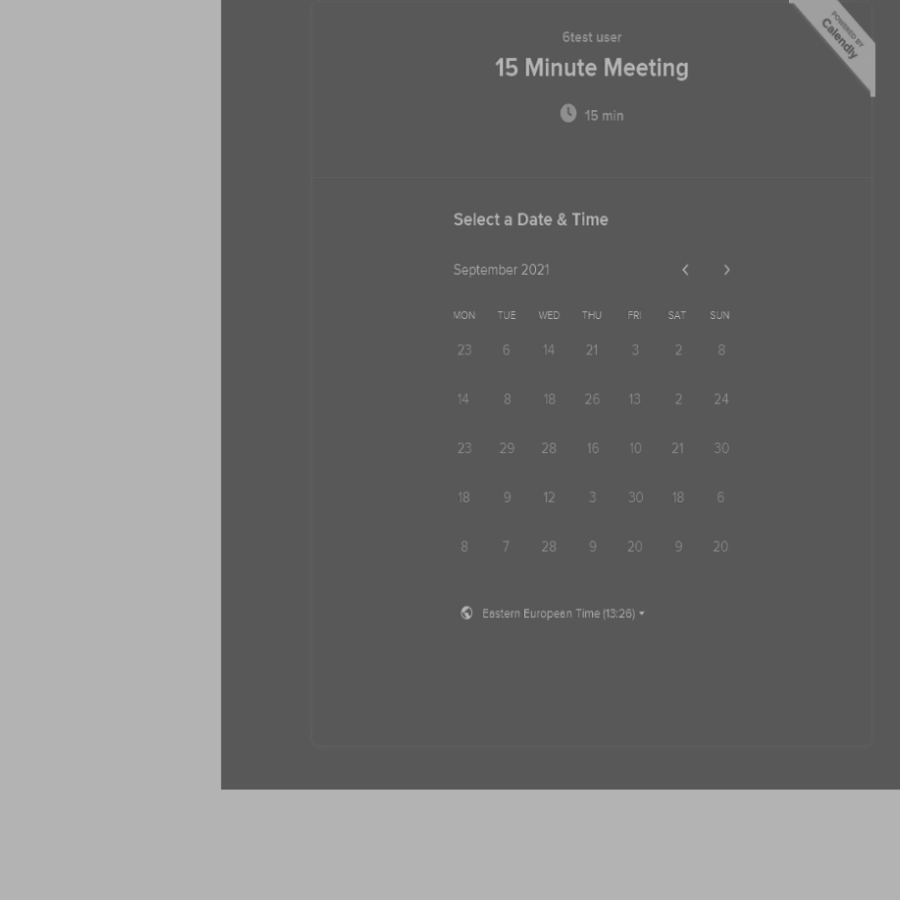 POWERED BY
Calendly
6test user
15 Minute Meeting
15 min
Select a Date & Time
September 2021
MON TUE WED THU FRI SAT SUN
23 6 14 21 3 2 8
14 8 18 26 13 2 24
23 29 28 16 10 21 30
18 9 12 3 30 18 6
8 7 28 9 20 9 20
Eastern European Time (13:26)